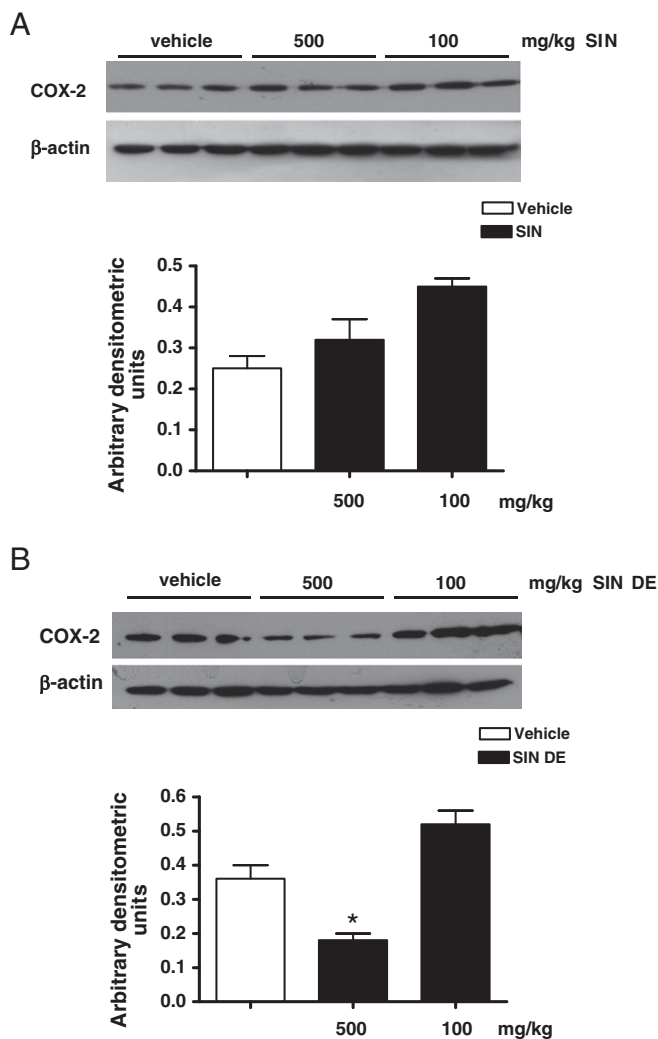 A
vehicle 500 100 mg/kg SIN
COX-2
β-actin
Vehicle
SIN
Arbitrary densitometric
units
0.5
0.4
0.3
0.2
0.1
0.0
500 100 mg/kg
B
vehicle 500 100 mg/kg SIN DE
COX-2
β-actin
Vehicle
SIN DE
Arbitrary densitometric
units
0.6
0.5
0.4
0.3
0.2
0.1
0.0
*
500 100 mg/kg